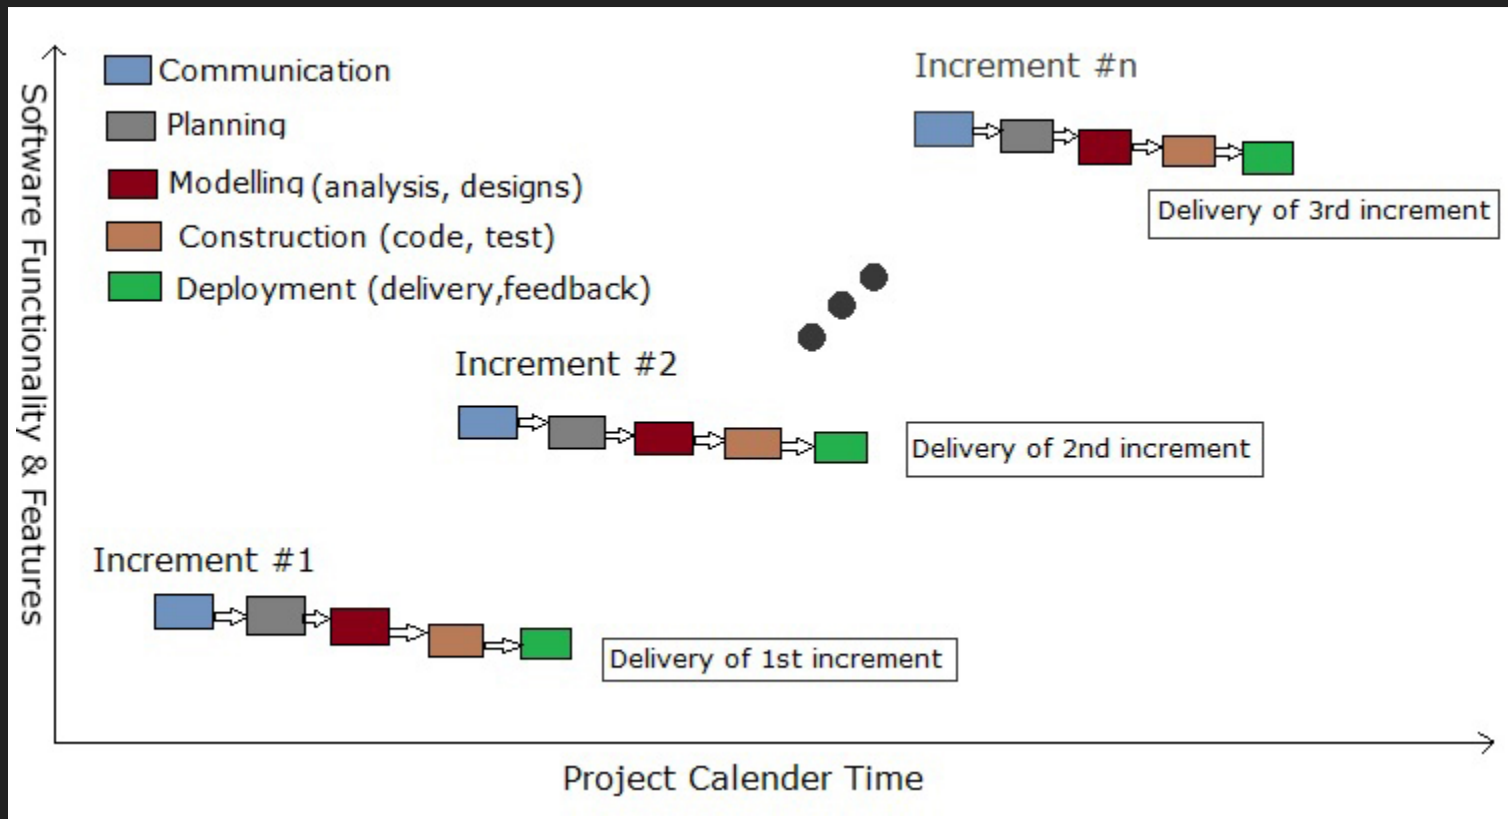 Software Functionality & Features
Communication
Planning
Modelling (analysis, designs)
Construction (code, test)
Deployment (delivery,feedback)
Increment #n
Delivery of 3rd increment
Increment #2
Delivery of 2nd increment
Increment #1
Delivery of 1st increment
Project Calender Time